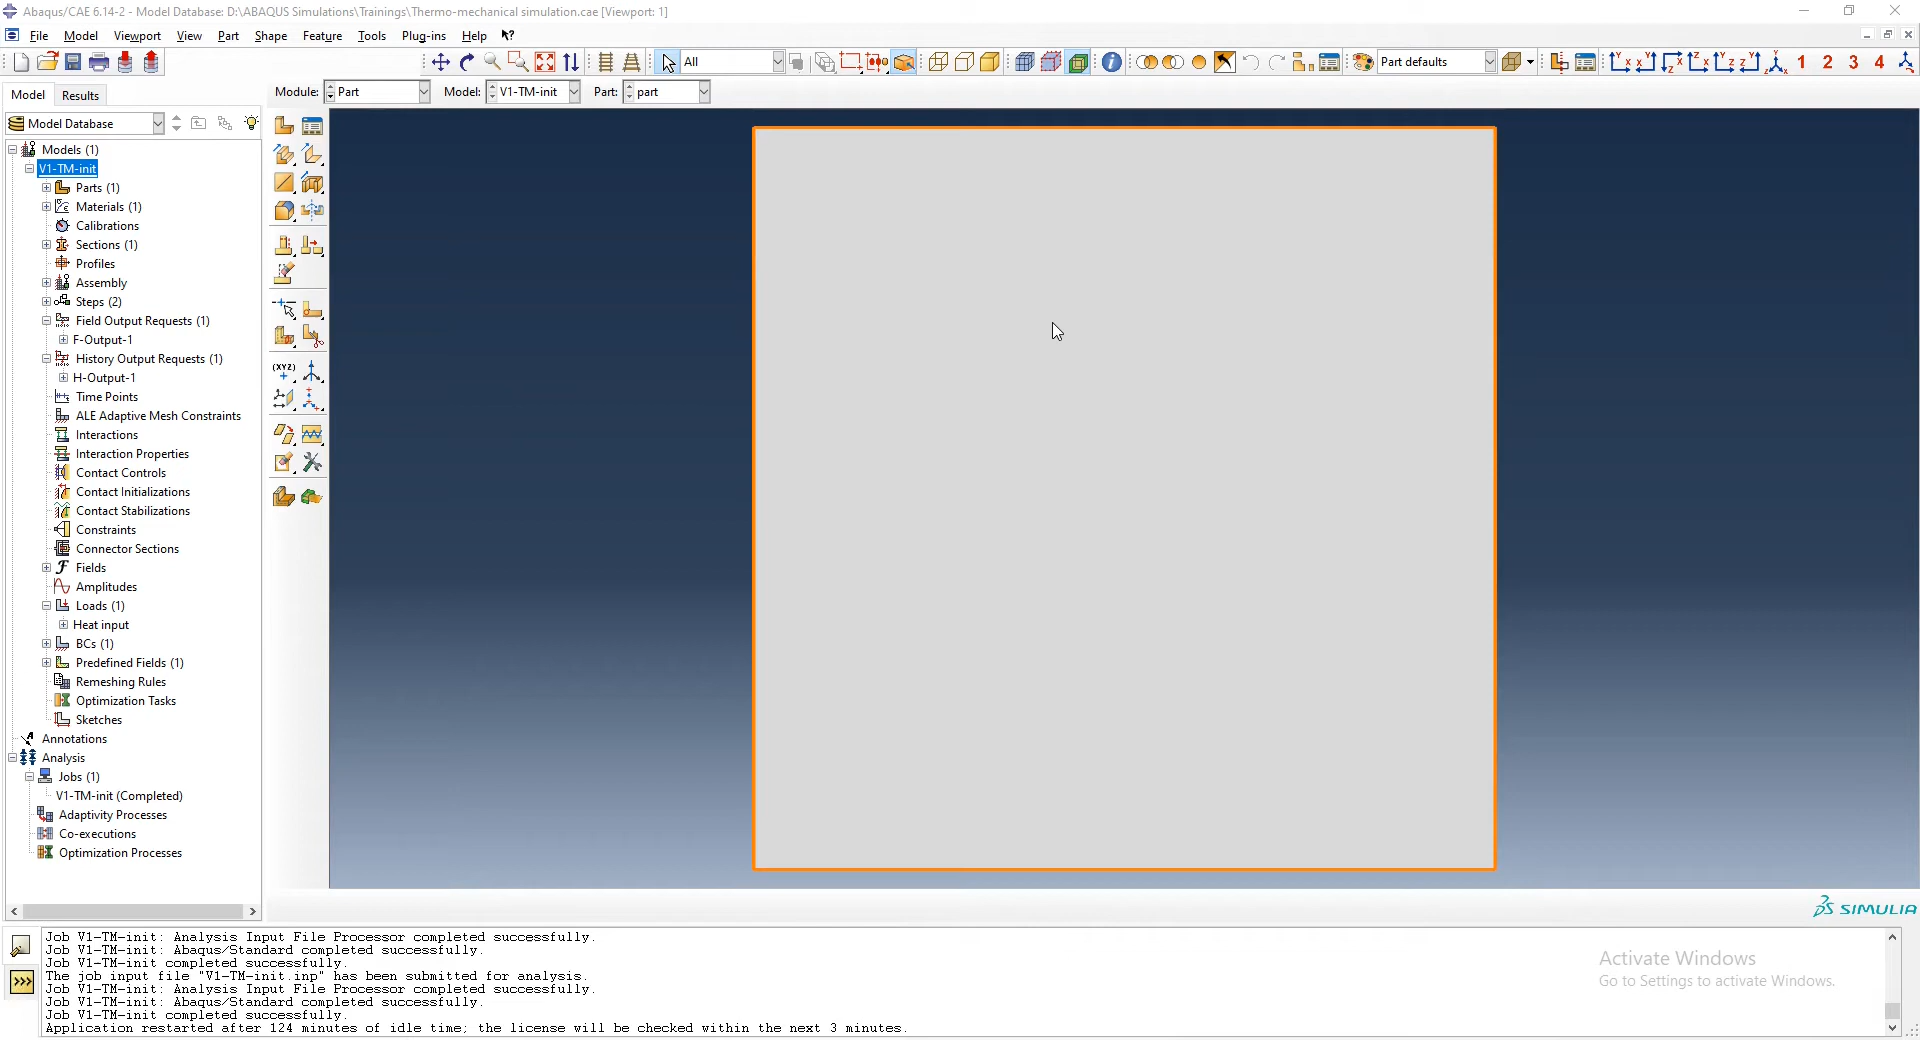 Abaqus/CAE 6.14-2 - Model Database: D:\ABAQUS Simulations\Trainings\Thermo-mechanical simulation.cae [Viewport: 1]
File Model Viewport View Part Shape Feature Tools Plug-ins Help
All
Part defaults
1 2 3 4
Model Results
Module: Part Model: V1-TM-init Part: part
Model Database
Models (1)
V1-TM-init
Parts (1)
Materials (1)
Calibrations
Sections (1)
Profiles
Assembly
Steps (2)
Field Output Requests (1)
F-Output-1
History Output Requests (1)
H-Output-1
Time Points
ALE Adaptive Mesh Constraints
Interactions
Interaction Properties
Contact Controls
Contact Initializations
Contact Stabilizations
Constraints
Connector Sections
Fields
Amplitudes
Loads (1)
Heat input
BCs (1)
Predefined Fields (1)
Remeshing Rules
Optimization Tasks
Sketches
Annotations
Analysis
Jobs (1)
V1-TM-init (Completed)
Adaptivity Processes
Co-executions
Optimization Processes
(XYZ)
SIMULIA
Job V1-TM-init: Analysis Input File Processor completed successfully.
Job V1-TM-init: Abaqus/Standard completed successfully.
Job V1-TM-init completed successfully.
The job input file "V1-TM-init.inp" has been submitted for analysis.
Job V1-TM-init: Analysis Input File Processor completed successfully.
Job V1-TM-init: Abaqus/Standard completed successfully.
Job V1-TM-init completed successfully.
Application restarted after 124 minutes of idle time; the license will be checked within the next 3 minutes.
Activate Windows
Go to Settings to activate Windows.